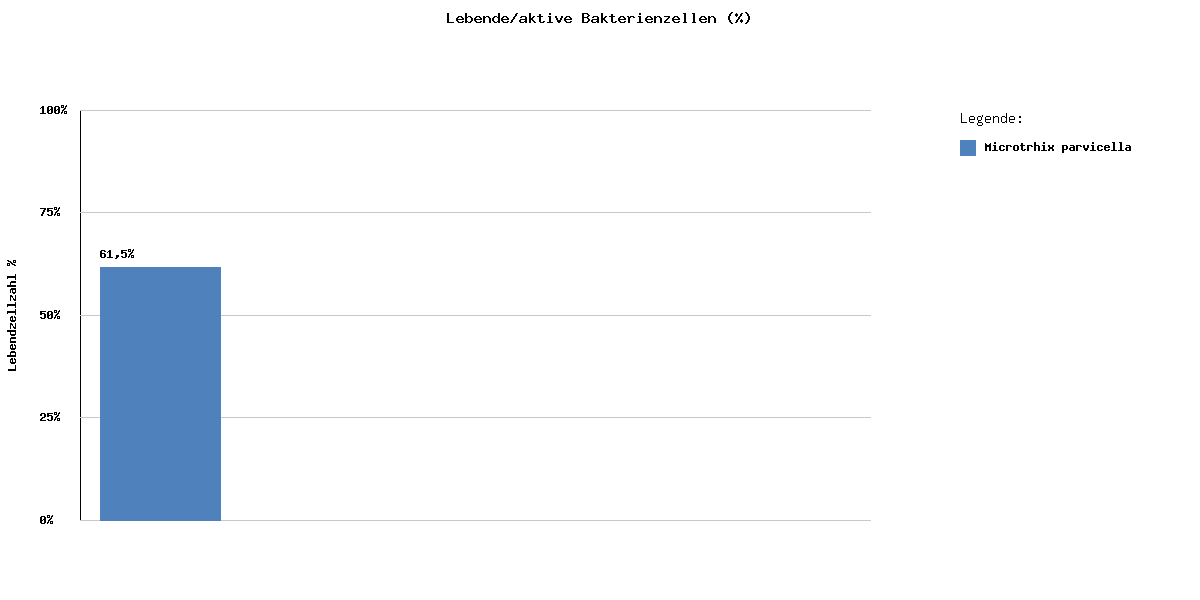 Lebende/aktive Bakterienzellen (%)
100%
75%
50%
25%
0%
Lebendzellzahl %
61,5%
Legende:
Microtrhix parvicella